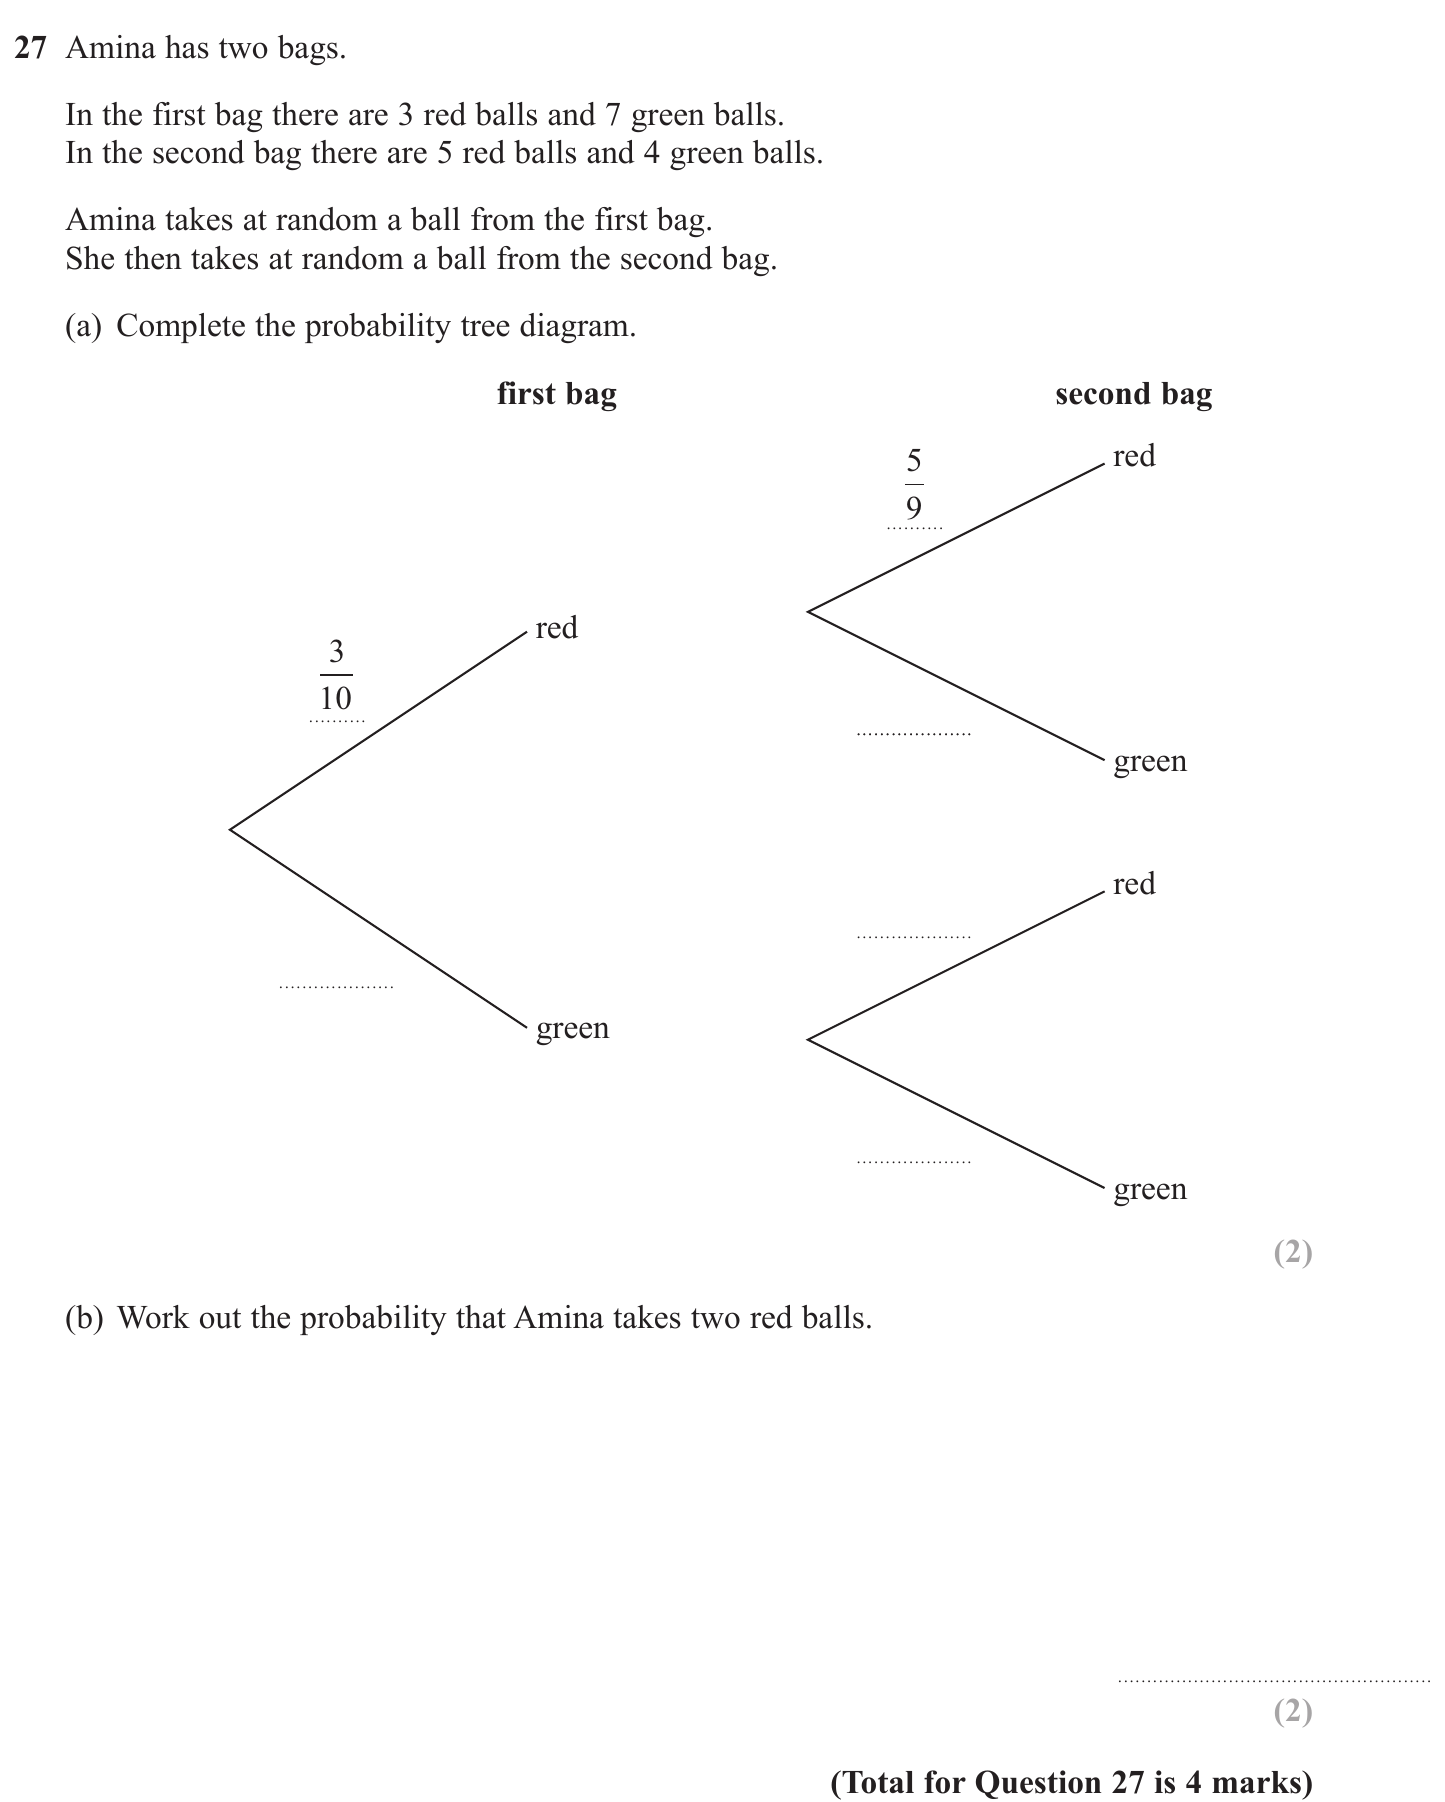 27 Amina has two bags.
In the first bag there are 3 red balls and 7 green balls.
In the second bag there are 5 red balls and 4 green balls.
Amina takes at random a ball from the first bag.
She then takes at random a ball from the second bag.
(a) Complete the probability tree diagram.
first bag
second bag
5
9
red
3
10
red
green
red
green
green
(2)
(b) Work out the probability that Amina takes two red balls.
(2)
(Total for Question 27 is 4 marks)